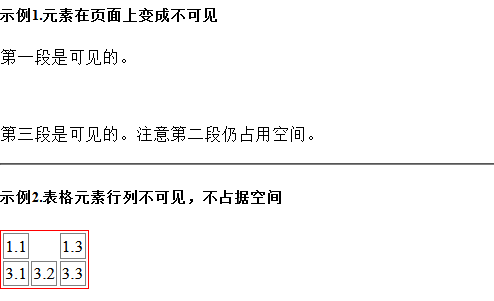 示例1.元素在页面上变成不可见
第一段是可见的。
第三段是可见的。注意第二段仍占用空间。
示例2.表格元素行列不可见，不占据空间
1.1 1.3
3.1 3.2 3.3